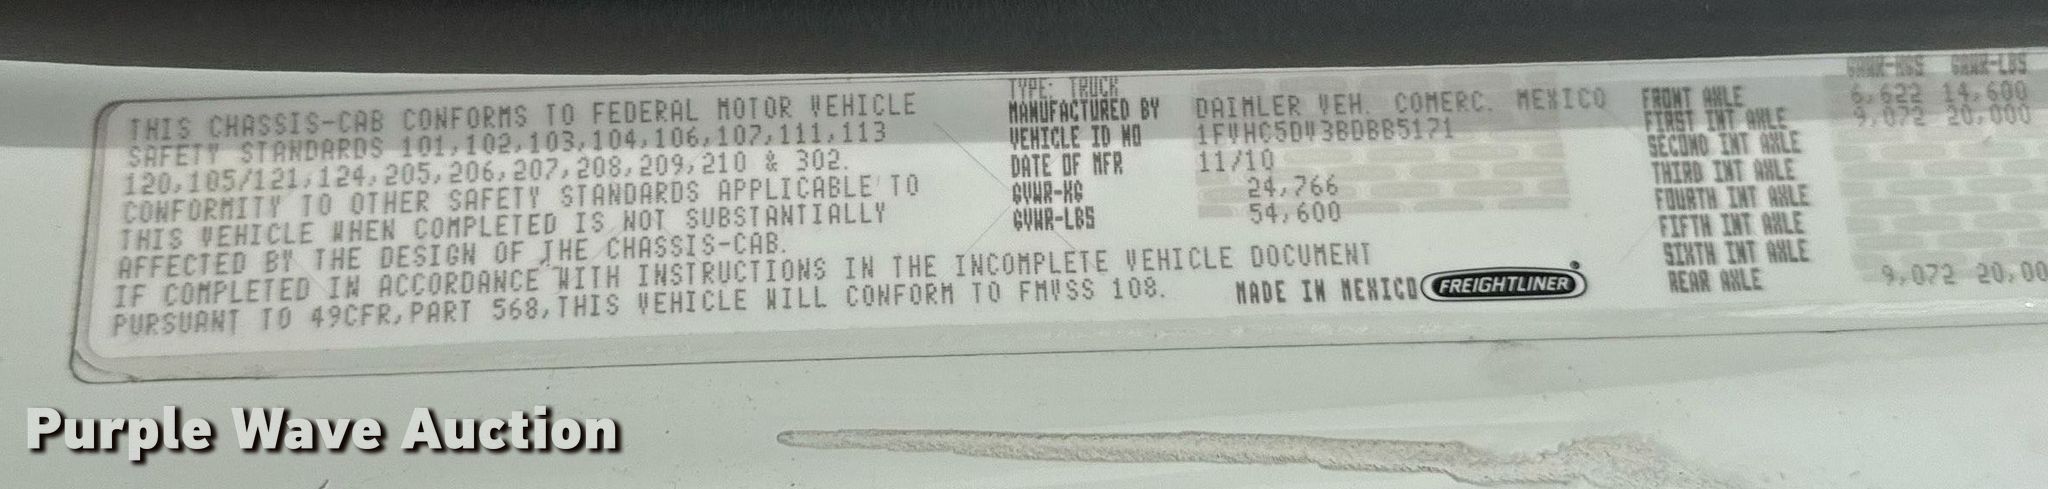 THIS CHASSIS-CAB CONFORMS TO FEDERAL MOTOR VEHICLE
SAFETY STANDARDS 101,102,103,104,106,107,111,113
120,105/121,124,205,206,207,208,209,210 & 302.
CONFORMITY TO OTHER SAFETY STANDARDS APPLICABLE TO
THIS VEHICLE WHEN COMPLETED IS NOT SUBSTANTIALLY
AFFECTED BY THE DESIGN OF THE CHASSIS-CAB.
IF COMPLETED IN ACCORDANCE WITH INSTRUCTIONS IN THE INCOMPLETE VEHICLE DOCUMENT
PURSUANT TO 49CFR,PART 568,THIS VEHICLE WILL CONFORM TO FMVSS 108.
TYPE: TRUCK
MANUFACTURED BY DAIMLER VEH. COMERC. MEXICO
VEHICLE ID NO 1FVHC5DV3BDBB5171
DATE OF MFR 11/10
GVWR-KG 24,766
GVWR-LBS 54,600
MADE IN MEXICO FREIGHTLINER
GAWR-KGS GAWR-LBS
FRONT AXLE 6,622 14,600
FIRST INT AXLE 9,072 20,000
SECOND INT AXLE
THIRD INT AXLE
FOURTH INT AXLE
FIFTH INT AXLE
SIXTH INT AXLE
REAR AXLE 9,072 20,00
Purple Wave Auction